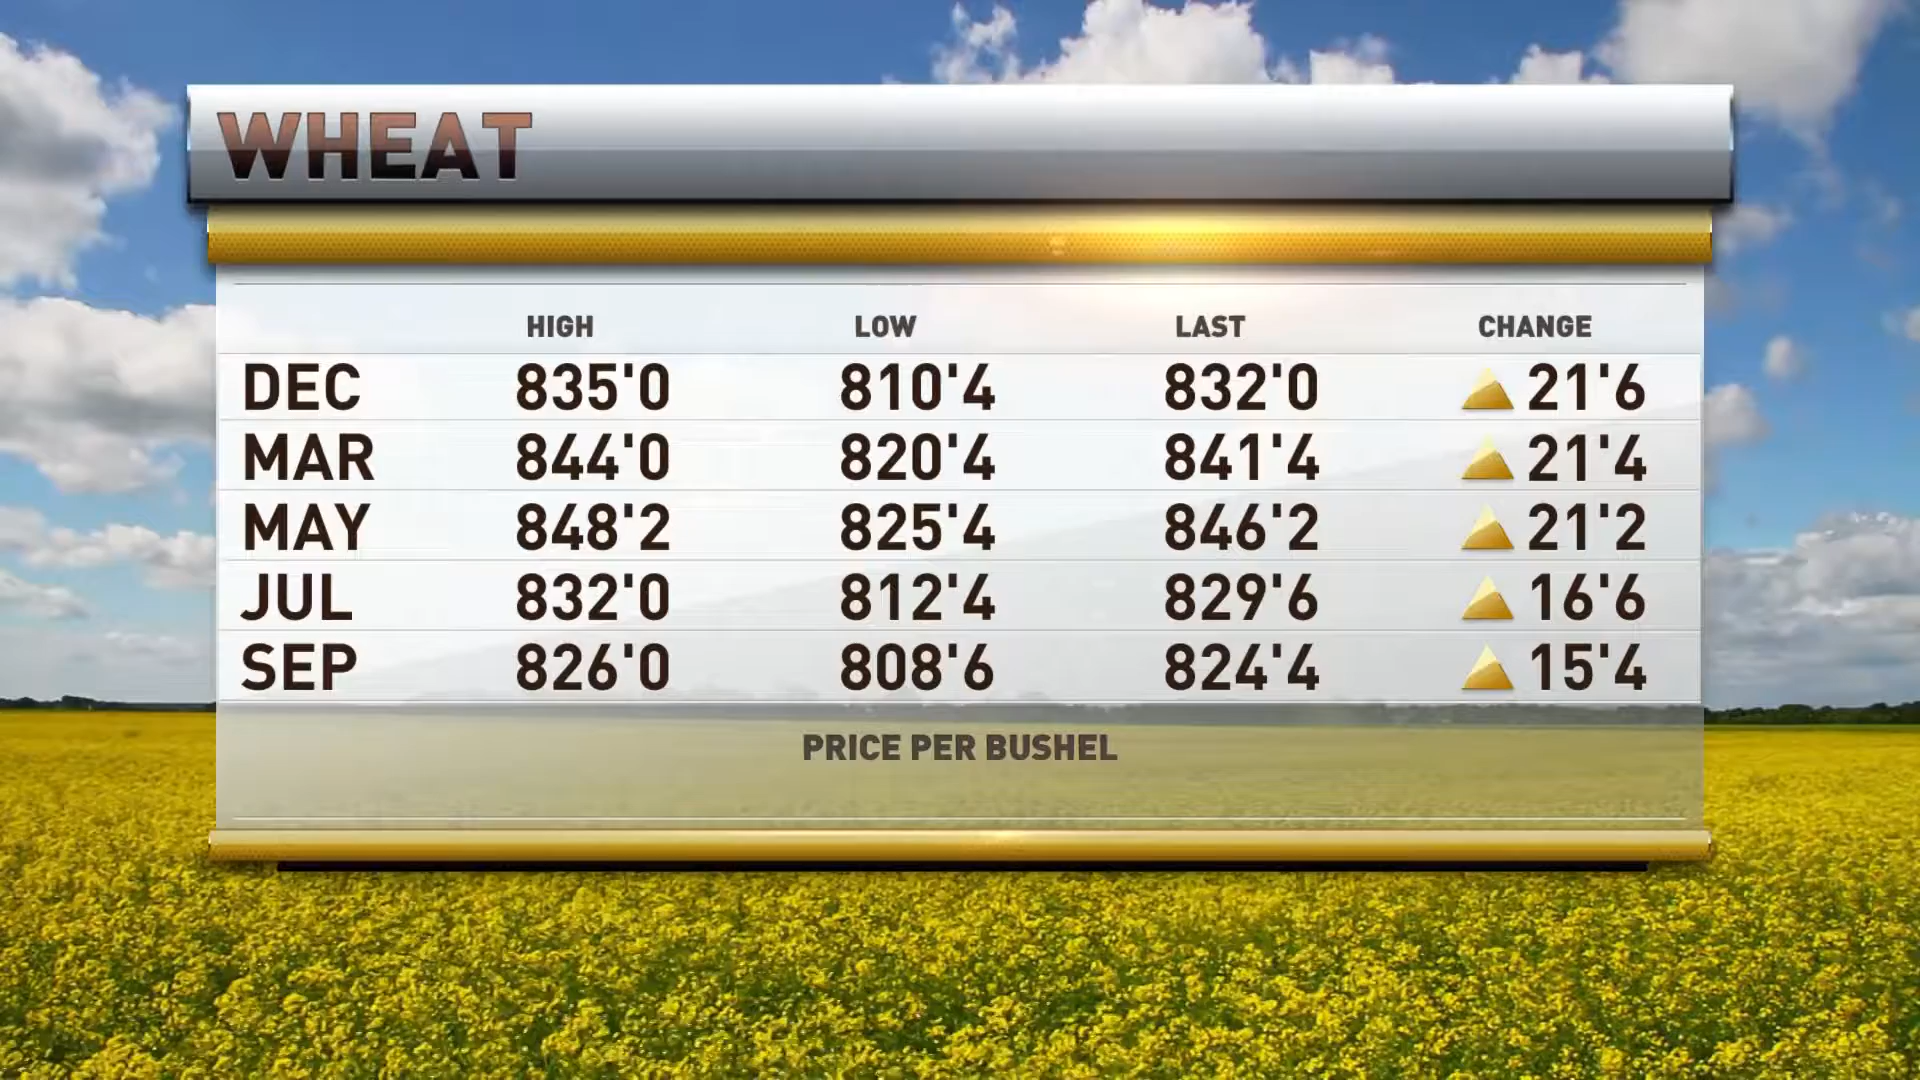 WHEAT
HIGH LOW LAST CHANGE
DEC 835'0 810'4 832'0 21'6
MAR 844'0 820'4 841'4 21'4
MAY 848'2 825'4 846'2 21'2
JUL 832'0 812'4 829'6 16'6
SEP 826'0 808'6 824'4 15'4
PRICE PER BUSHEL